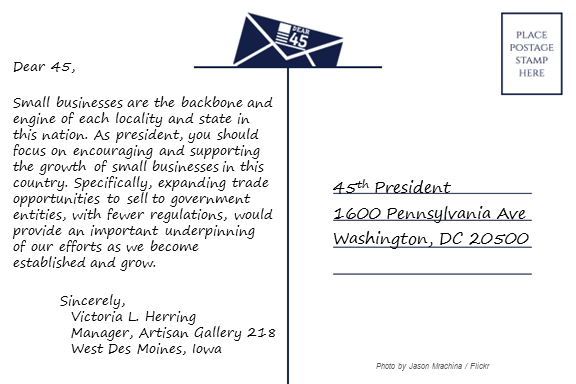 DEAR
45
PLACE
POSTAGE
STAMP
HERE
Dear 45,
Small businesses are the backbone and
engine of each locality and state in
this nation. As president, you should
focus on encouraging and supporting
the growth of small businesses in this
country. Specifically, expanding trade
opportunities to sell to government
entities, with fewer regulations, would
provide an important underpinning
of our efforts as we become
established and grow.
Sincerely,
Victoria L. Herring
Manager, Artisan Gallery 218
West Des Moines, Iowa
45th President
1600 Pennsylvania Ave
Washington, DC 20500
Photo by Jason Mrachina / Flickr